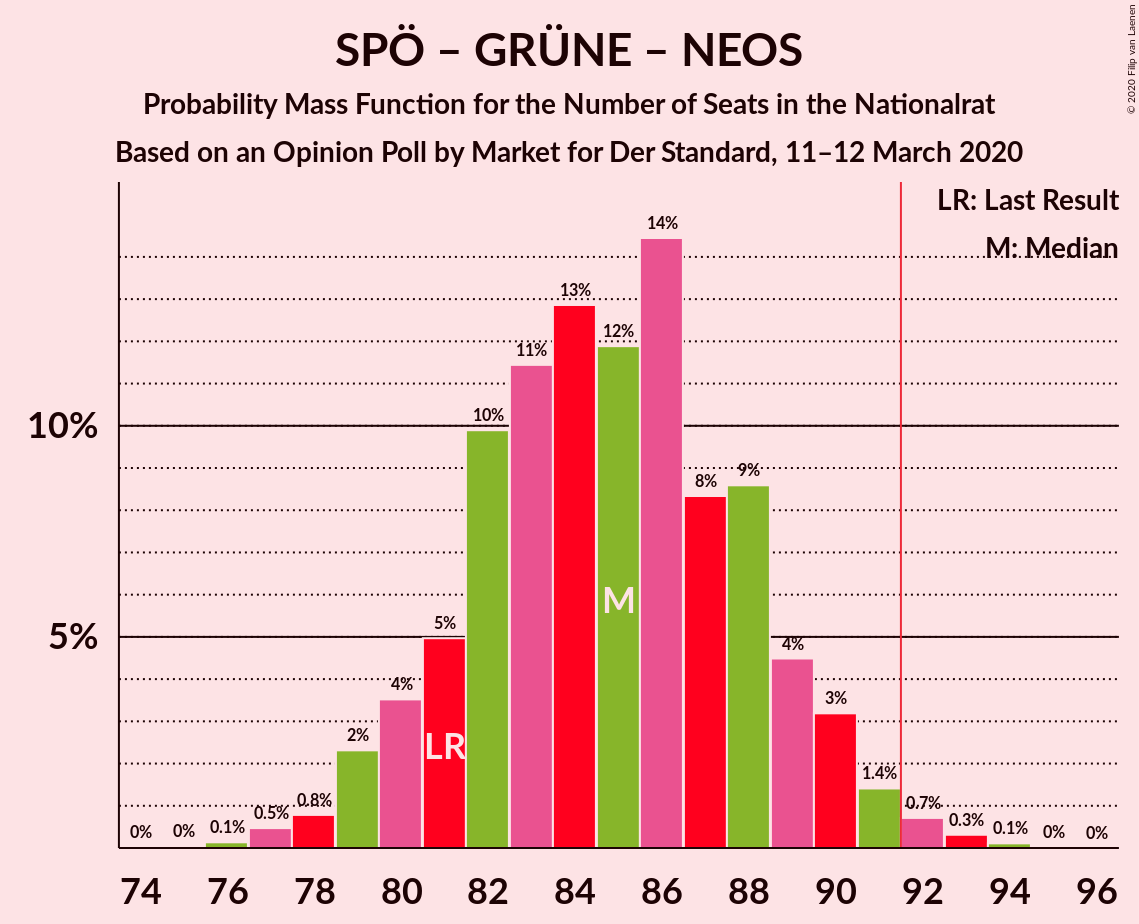 SPÖ – GRÜNE – NEOS
Probability Mass Function for the Number of Seats in the Nationalrat
Based on an Opinion Poll by Market for Der Standard, 11–12 March 2020
© 2020 Filip van Laenen
LR: Last Result
M: Median
10%
5%
0%
0%
0.1%
0.5%
0.8%
2%
4%
5%
10%
11%
13%
12%
14%
8%
9%
4%
3%
1.4%
0.7%
0.3%
0.1%
0%
0%
LR
M
74 76 78 80 82 84 86 88 90 92 94 96